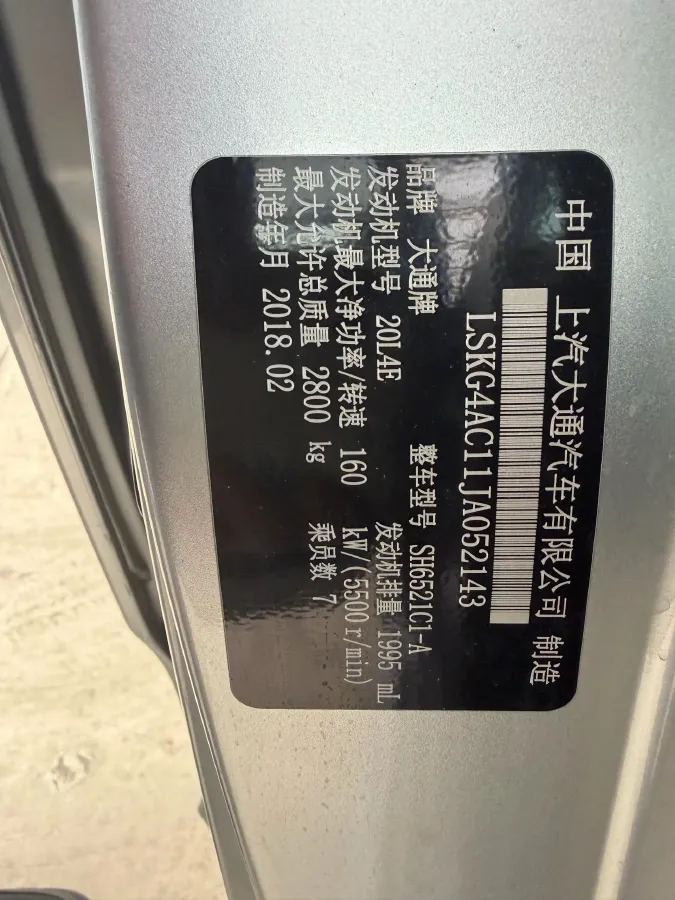 中国 上汽大通汽车有限公司 制造
LSKG4AC11JA052143
品牌 大通牌 整车型号 SH6521C1-A
发动机型号 20L4E 发动机排量 1995 mL
发动机最大净功率/转速 160 kW/(5500r/min)
最大允许总质量 2800 kg 乘员数 7
制造年月 2018.02